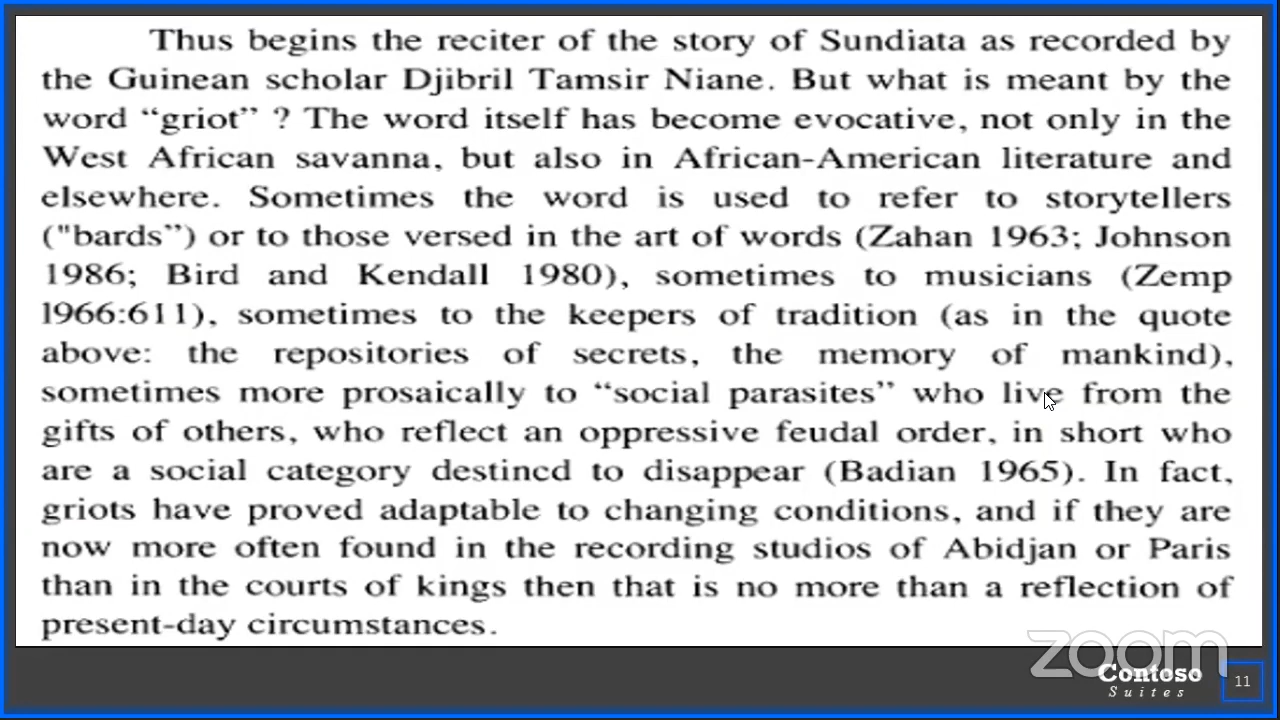 Thus begins the reciter of the story of Sundiata as recorded by
the Guinean scholar Djibril Tamsir Niane. But what is meant by the
word “griot” ? The word itself has become evocative, not only in the
West African savanna, but also in African-American literature and
elsewhere. Sometimes the word is used to refer to storytellers
("bards”) or to those versed in the art of words (Zahan 1963; Johnson
1986; Bird and Kendall 1980), sometimes to musicians (Zemp
l966:611), sometimes to the keepers of tradition (as in the quote
above: the repositories of secrets, the memory of mankind),
sometimes more prosaically to “social parasites” who live from the
gifts of others, who reflect an oppressive feudal order, in short who
are a social category destincd to disappear (Badian 1965). In fact,
griots have proved adaptable to changing conditions, and if they are
now more often found in the recording studios of Abidjan or Paris
than in the courts of kings then that is no more than a reflection of
present-day circumstances.
zoom
Contoso
Suites
11